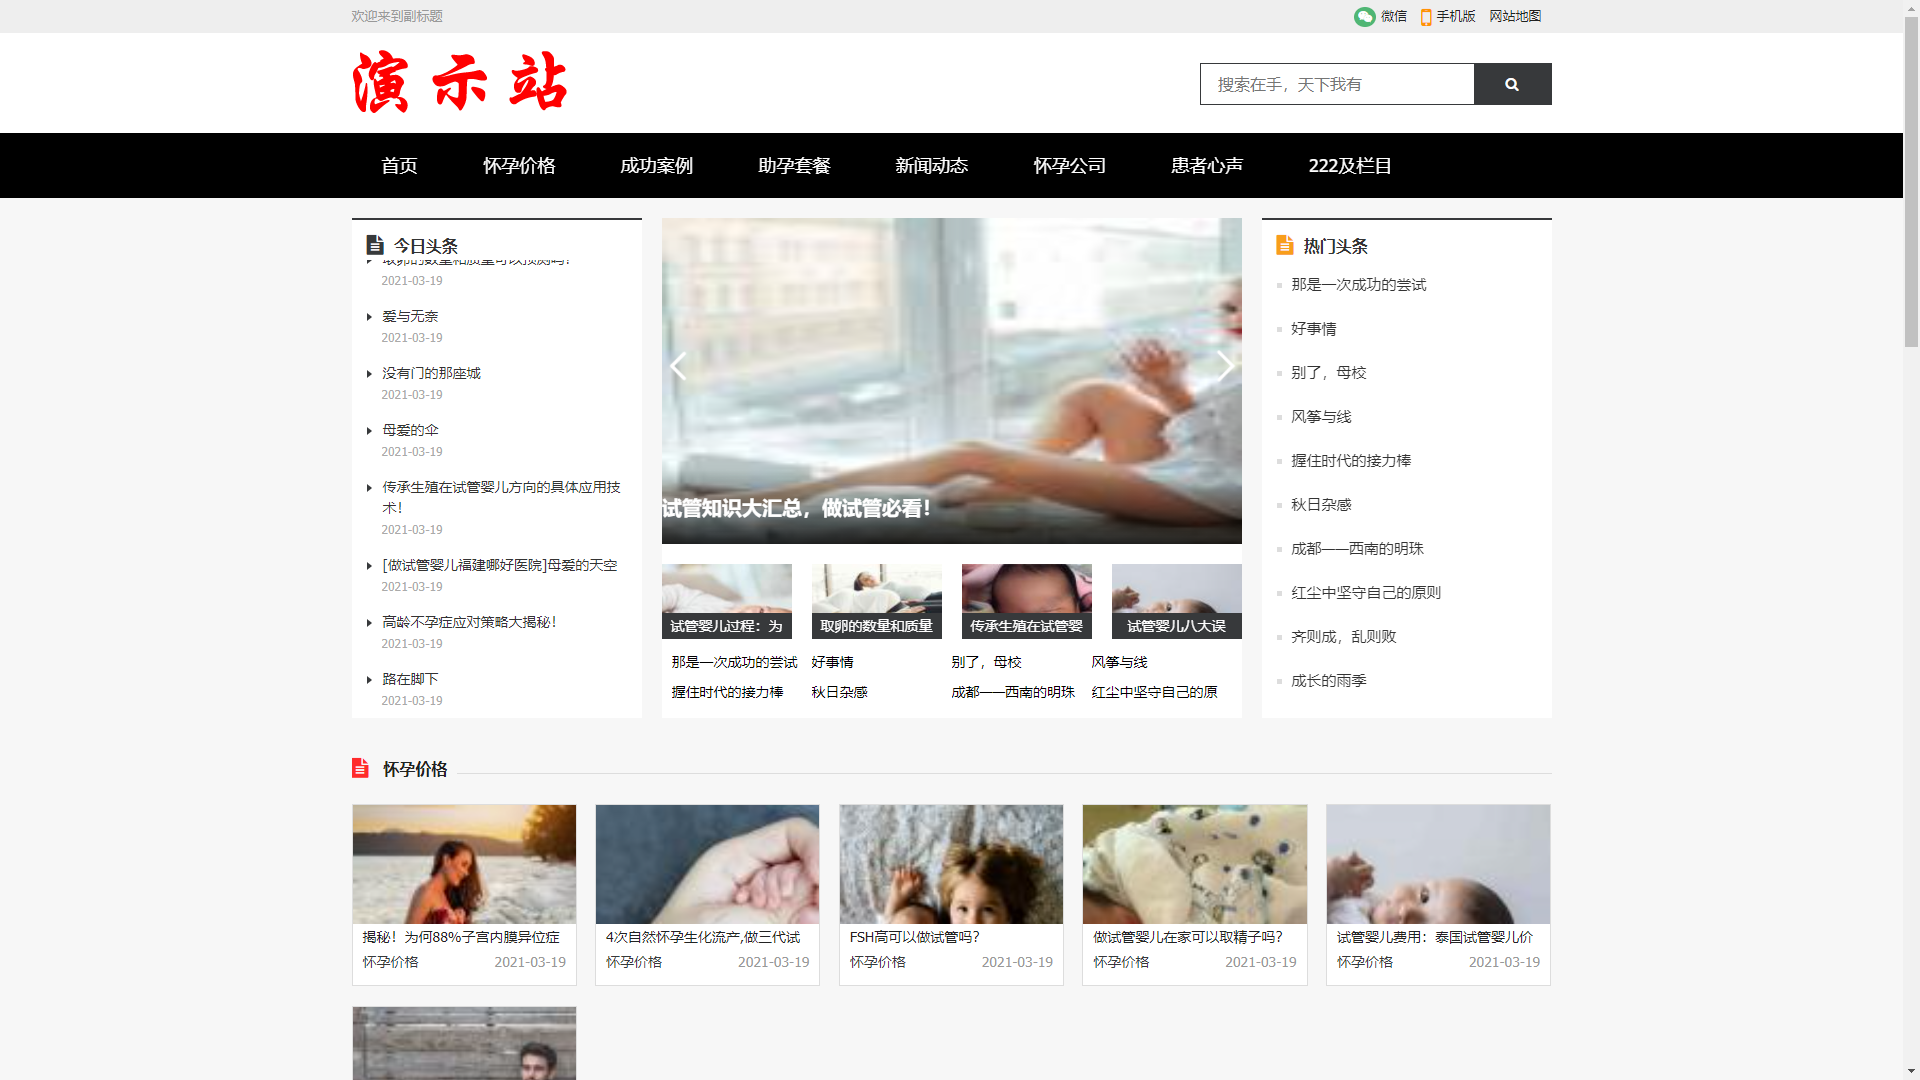 欢迎来到副标题
微信 手机版 网站地图
演示站
搜索在手，天下我有
首页 怀孕价格 成功案例 助孕套餐 新闻动态 怀孕公司 患者心声 222及栏目
今日头条
取卵的数量和质量可以预测吗？
2021-03-19
爱与无奈
2021-03-19
没有门的那座城
2021-03-19
母爱的伞
2021-03-19
传承生殖在试管婴儿方向的具体应用技
术！
2021-03-19
[做试管婴儿福建哪好医院]母爱的天空
2021-03-19
高龄不孕症应对策略大揭秘！
2021-03-19
路在脚下
2021-03-19
试管知识大汇总，做试管必看！
试管婴儿过程：为 取卵的数量和质量 传承生殖在试管婴 试管婴儿八大误
那是一次成功的尝试 好事情 别了，母校 风筝与线
握住时代的接力棒 秋日杂感 成都——西南的明珠 红尘中坚守自己的原
热门头条
那是一次成功的尝试
好事情
别了，母校
风筝与线
握住时代的接力棒
秋日杂感
成都——西南的明珠
红尘中坚守自己的原则
齐则成，乱则败
成长的雨季
怀孕价格
揭秘！为何88%子宫内膜异位症
怀孕价格 2021-03-19
4次自然怀孕生化流产,做三代试
怀孕价格 2021-03-19
FSH高可以做试管吗？
怀孕价格 2021-03-19
做试管婴儿在家可以取精子吗？
怀孕价格 2021-03-19
试管婴儿费用：泰国试管婴儿价
怀孕价格 2021-03-19